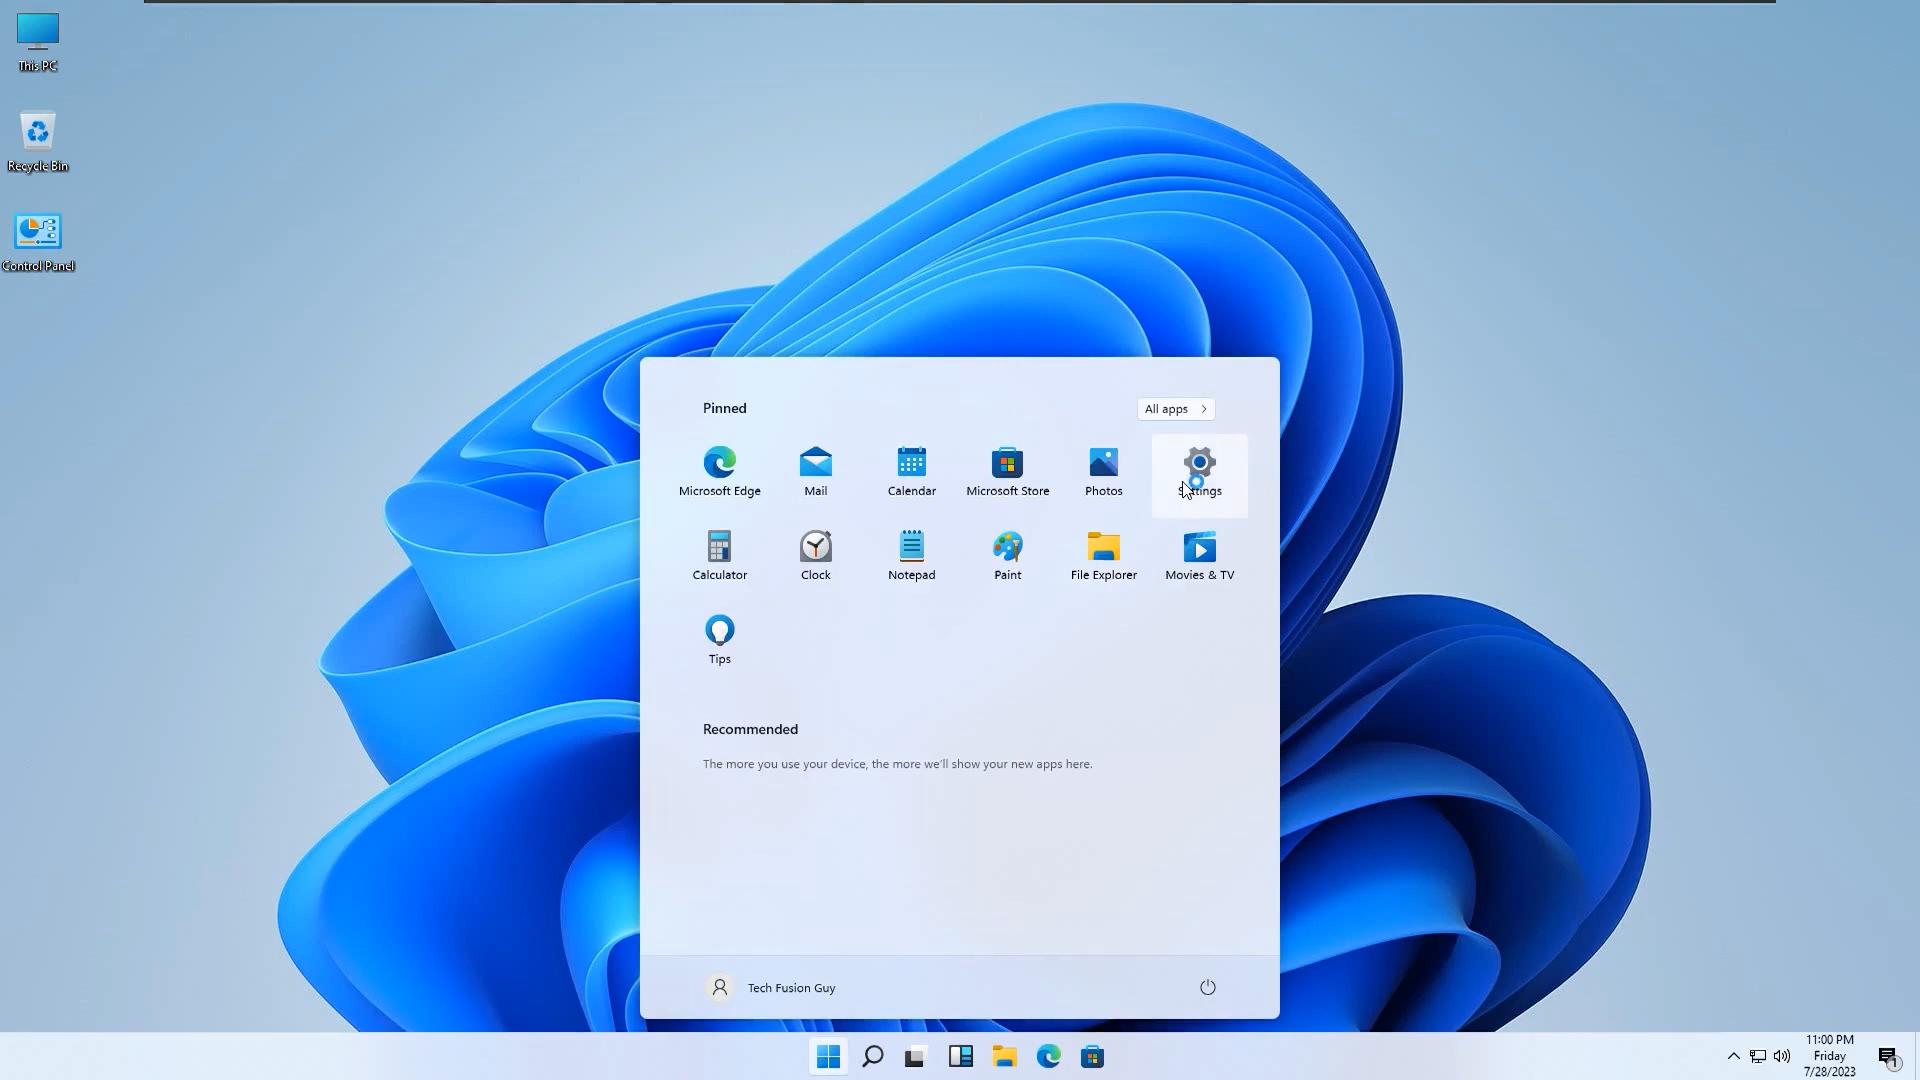 This PC
Recycle Bin
Control Panel
Pinned
All apps
Microsoft Edge
Mail
Calendar
Microsoft Store
Photos
Settings
Calculator
Clock
Notepad
Paint
File Explorer
Movies & TV
Tips
Recommended
The more you use your device, the more we'll show your new apps here.
Tech Fusion Guy
11:00 PM
Friday
7/28/2023
1